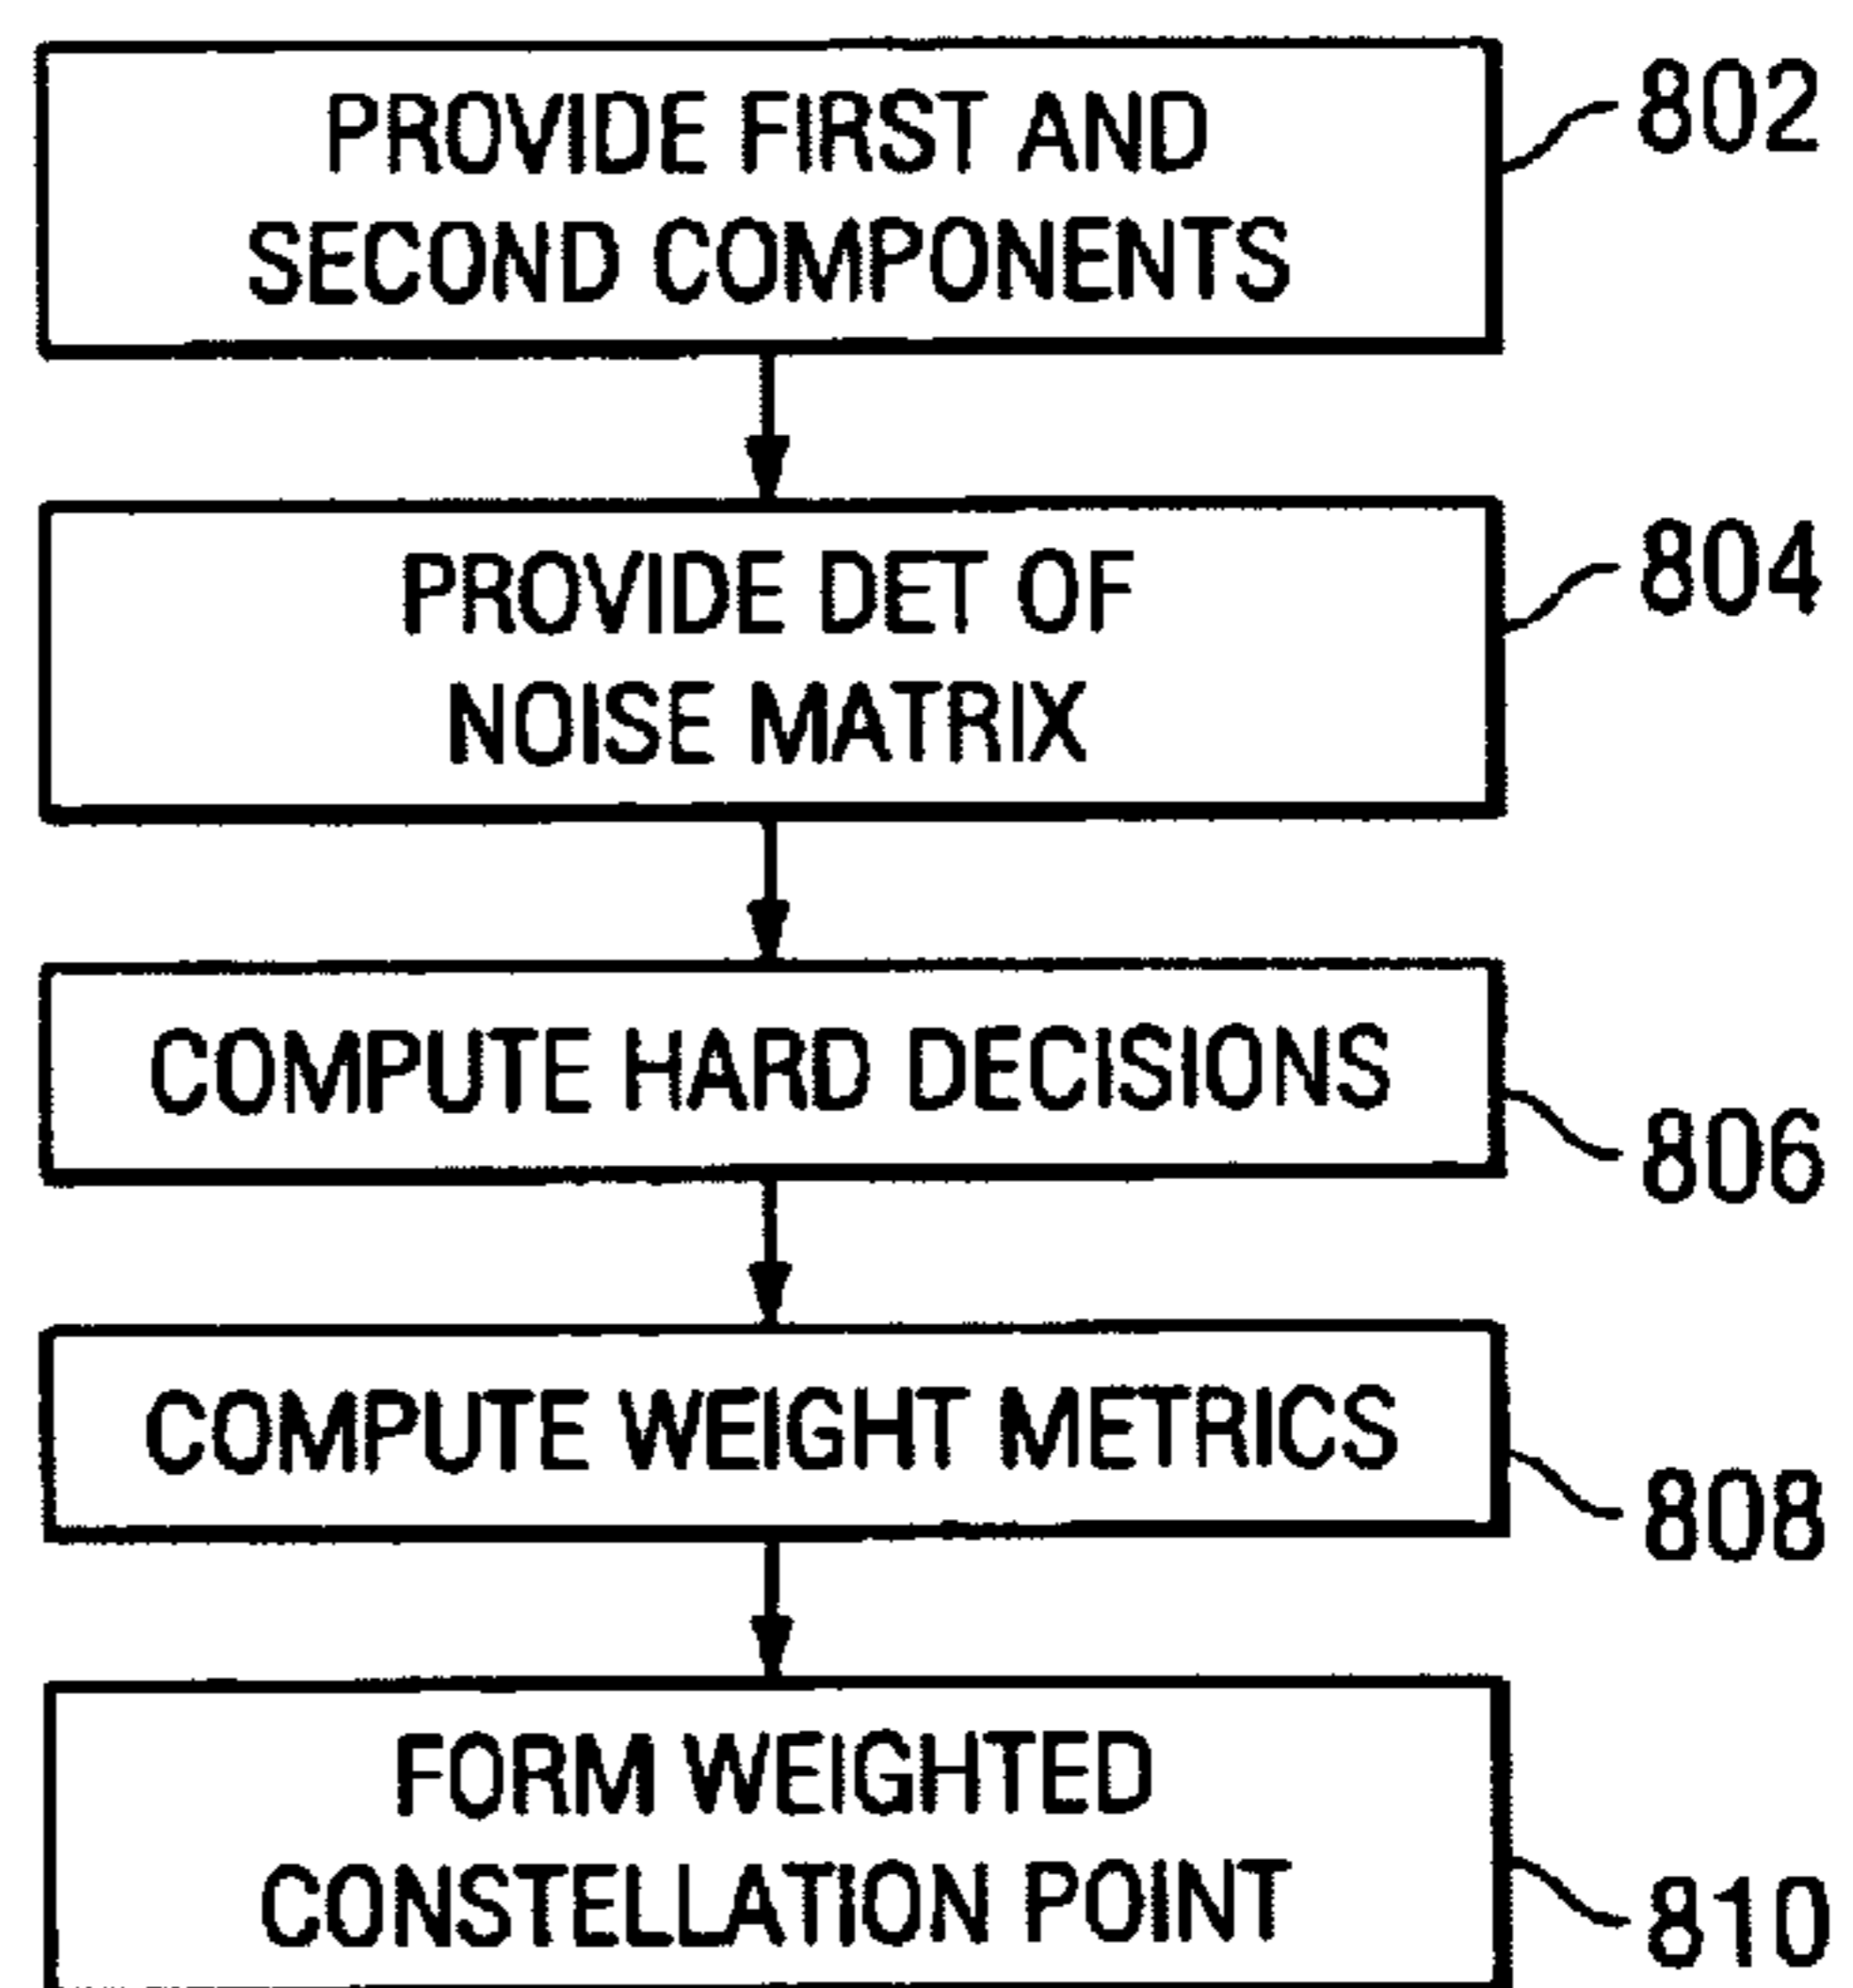 PROVIDE FIRST AND
SECOND COMPONENTS
802
PROVIDE DET OF
NOISE MATRIX
804
COMPUTE HARD DECISIONS
806
COMPUTE WEIGHT METRICS
808
FORM WEIGHTED
CONSTELLATION POINT
810